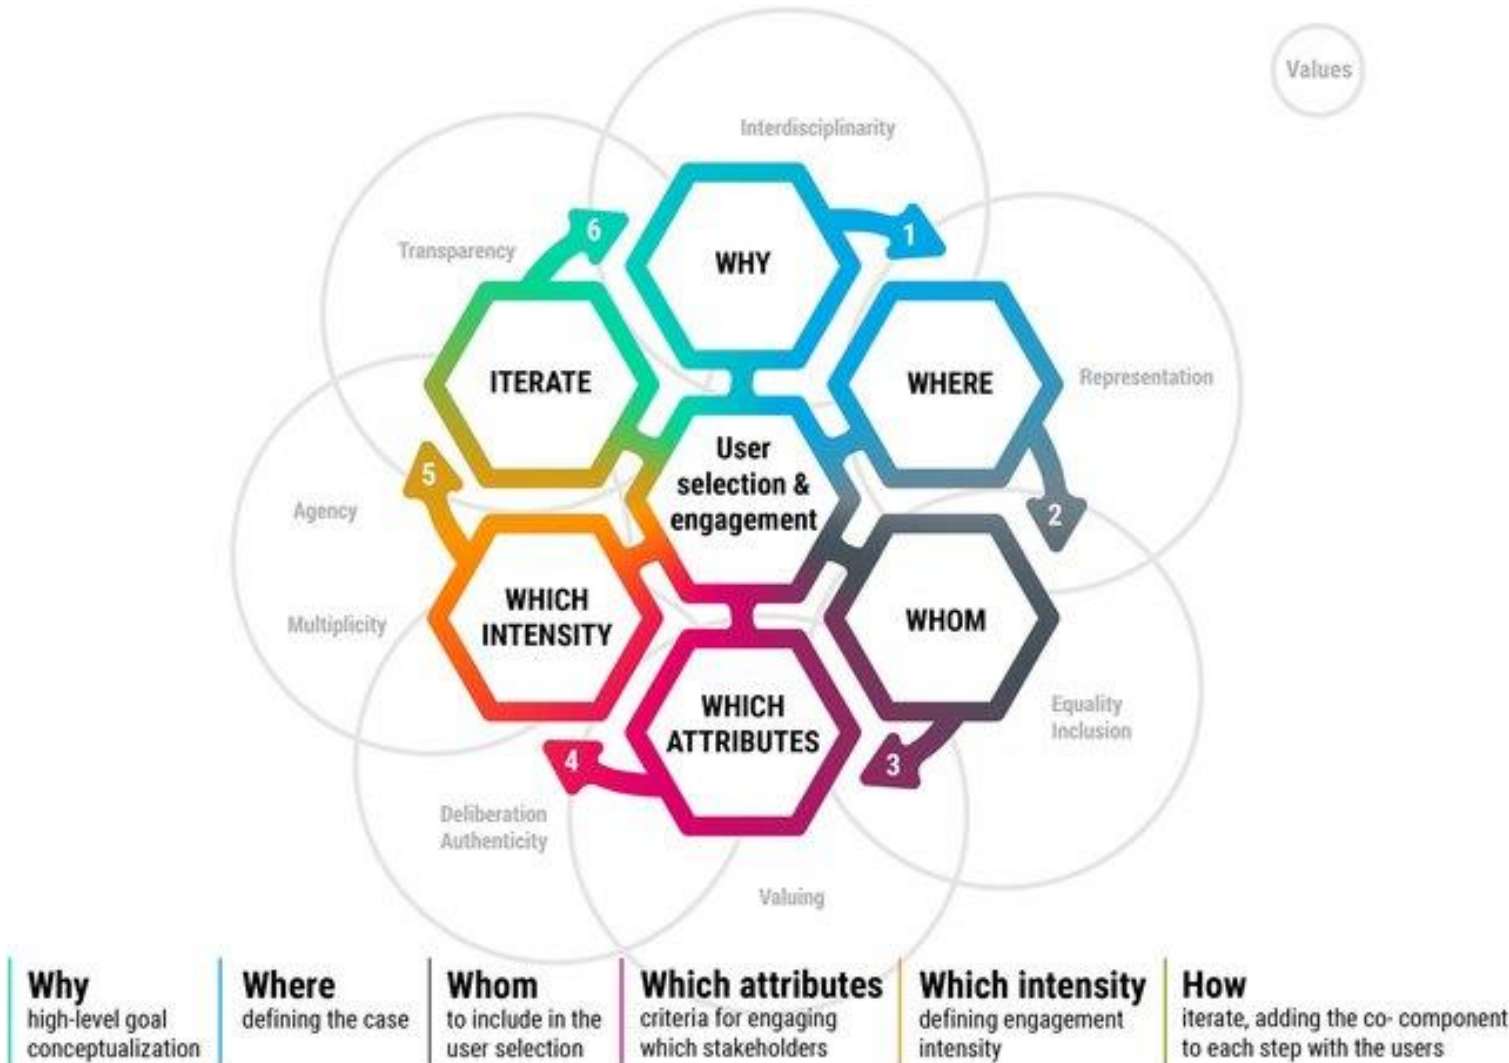 Values
Interdisciplinarity
6
1
Transparency
WHY
ITERATE
WHERE
Representation
User
selection &
engagement
5
2
Agency
Multiplicity
WHICH
INTENSITY
WHOM
WHICH
ATTRIBUTES
Equality
Inclusion
4
3
Deliberation
Authenticity
Valuing
Why
high-level goal
conceptualization
Where
defining the case
Whom
to include in the
user selection
Which attributes
criteria for engaging
which stakeholders
Which intensity
defining engagement
intensity
How
iterate, adding the co- component
to each step with the users